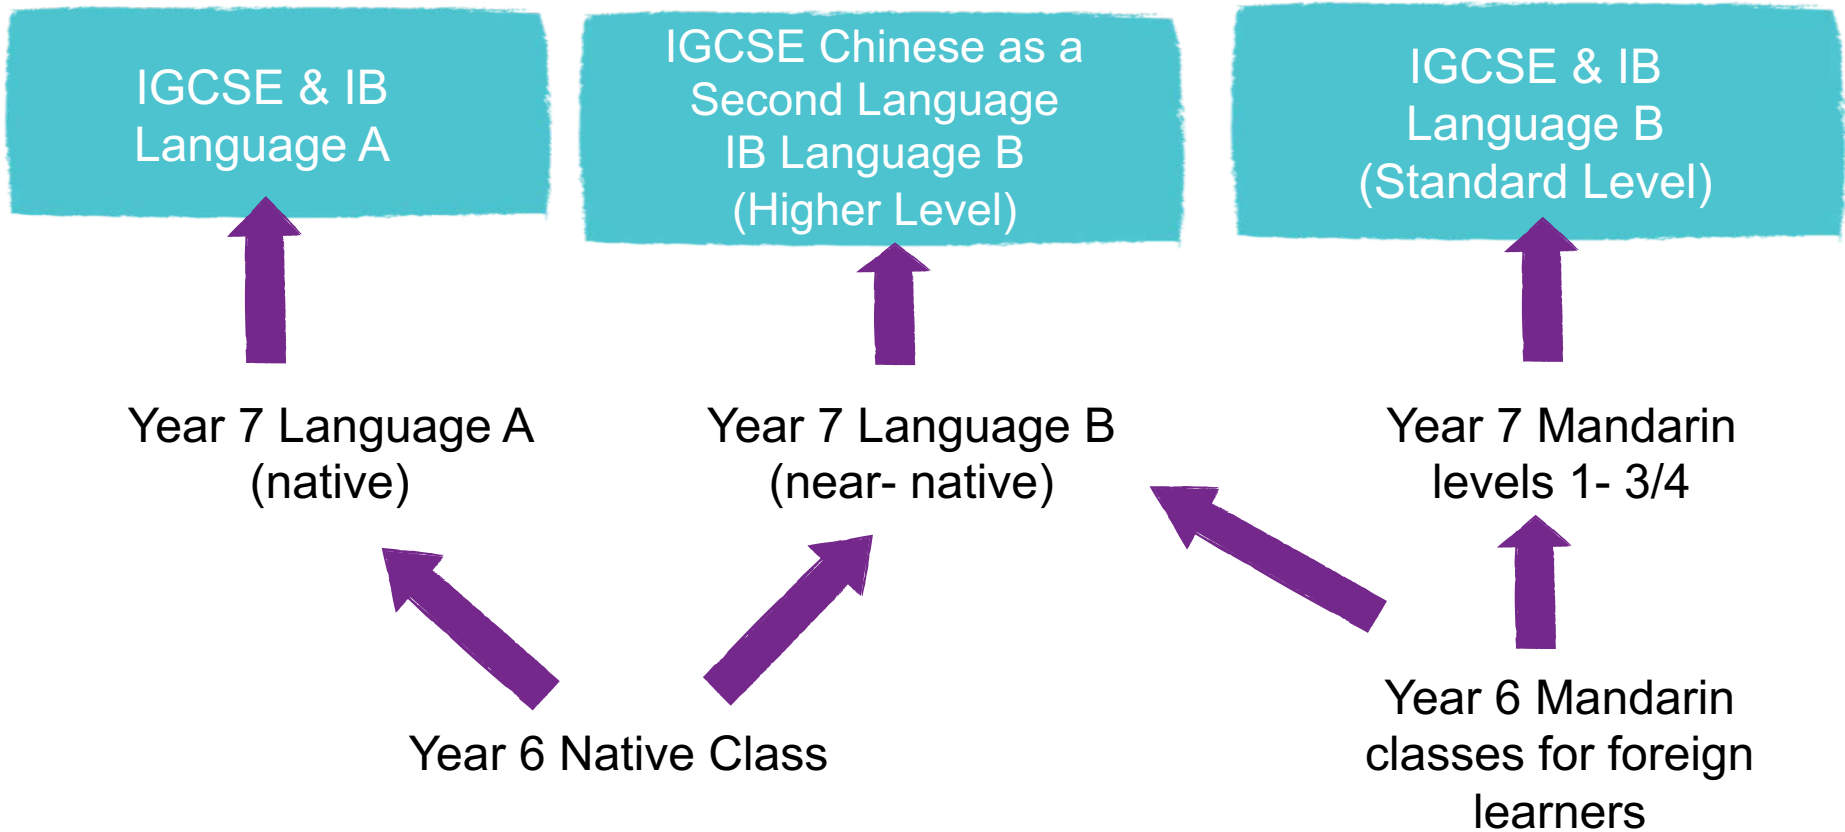 IGCSE & IB
Language A
IGCSE Chinese as a
Second Language
IB Language B
(Higher Level)
IGCSE & IB
Language B
(Standard Level)
Year 7 Language A
(native)
Year 7 Language B
(near- native)
Year 7 Mandarin
levels 1- 3/4
Year 6 Native Class
Year 6 Mandarin
classes for foreign
learners